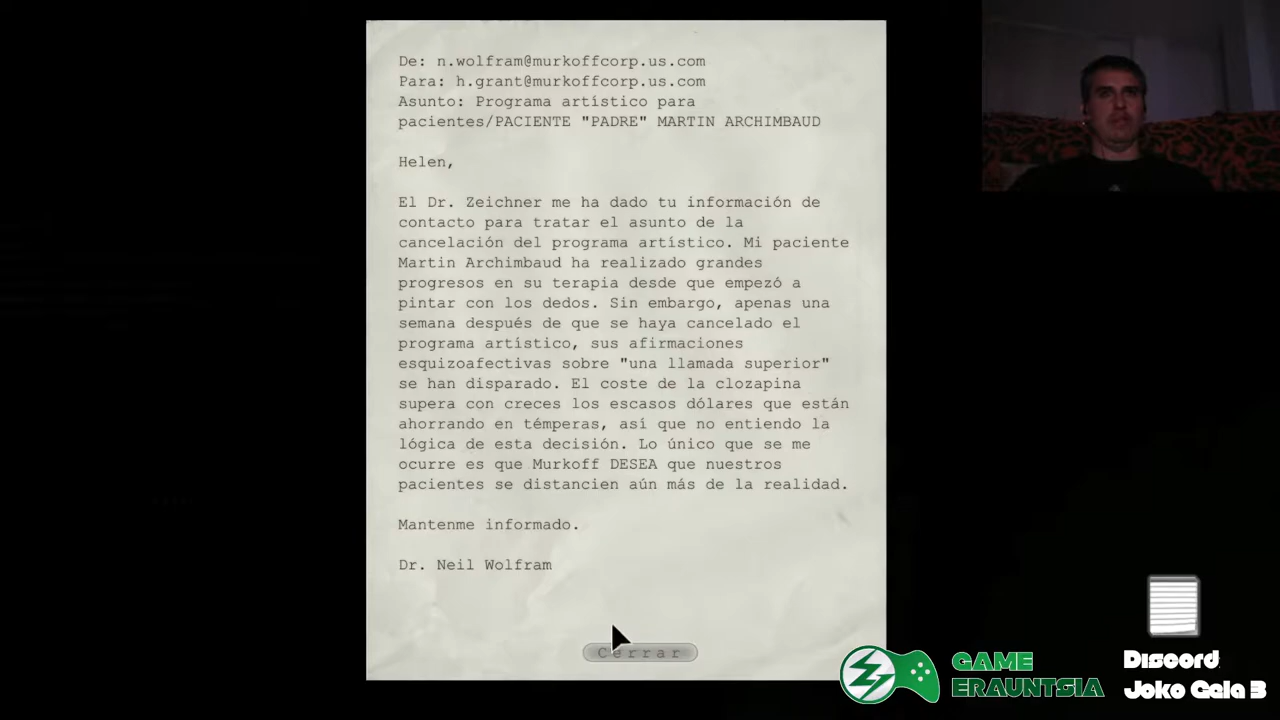 De: n.wolfram@murkoffcorp.us.com
Para: h.grant@murkoffcorp.us.com
Asunto: Programa artístico para
pacientes/PACIENTE "PADRE" MARTIN ARCHIMBAUD
Helen,
El Dr. Zeichner me ha dado tu información de
contacto para tratar el asunto de la
cancelación del programa artístico. Mi paciente
Martin Archimbaud ha realizado grandes
progresos en su terapia desde que empezó a
pintar con los dedos. Sin embargo, apenas una
semana después de que se haya cancelado el
programa artístico, sus afirmaciones
esquizoafectivas sobre "una llamada superior"
se han disparado. El coste de la clozapina
supera con creces los escasos dólares que están
ahorrando en témperas, así que no entiendo la
lógica de esta decisión. Lo único que se me
ocurre es que Murkoff DESEA que nuestros
pacientes se distancien aún más de la realidad.
Mantenme informado.
Dr. Neil Wolfram
Cerrar
GAME
ERAUNTSIA
Discord
Joko Gela 3